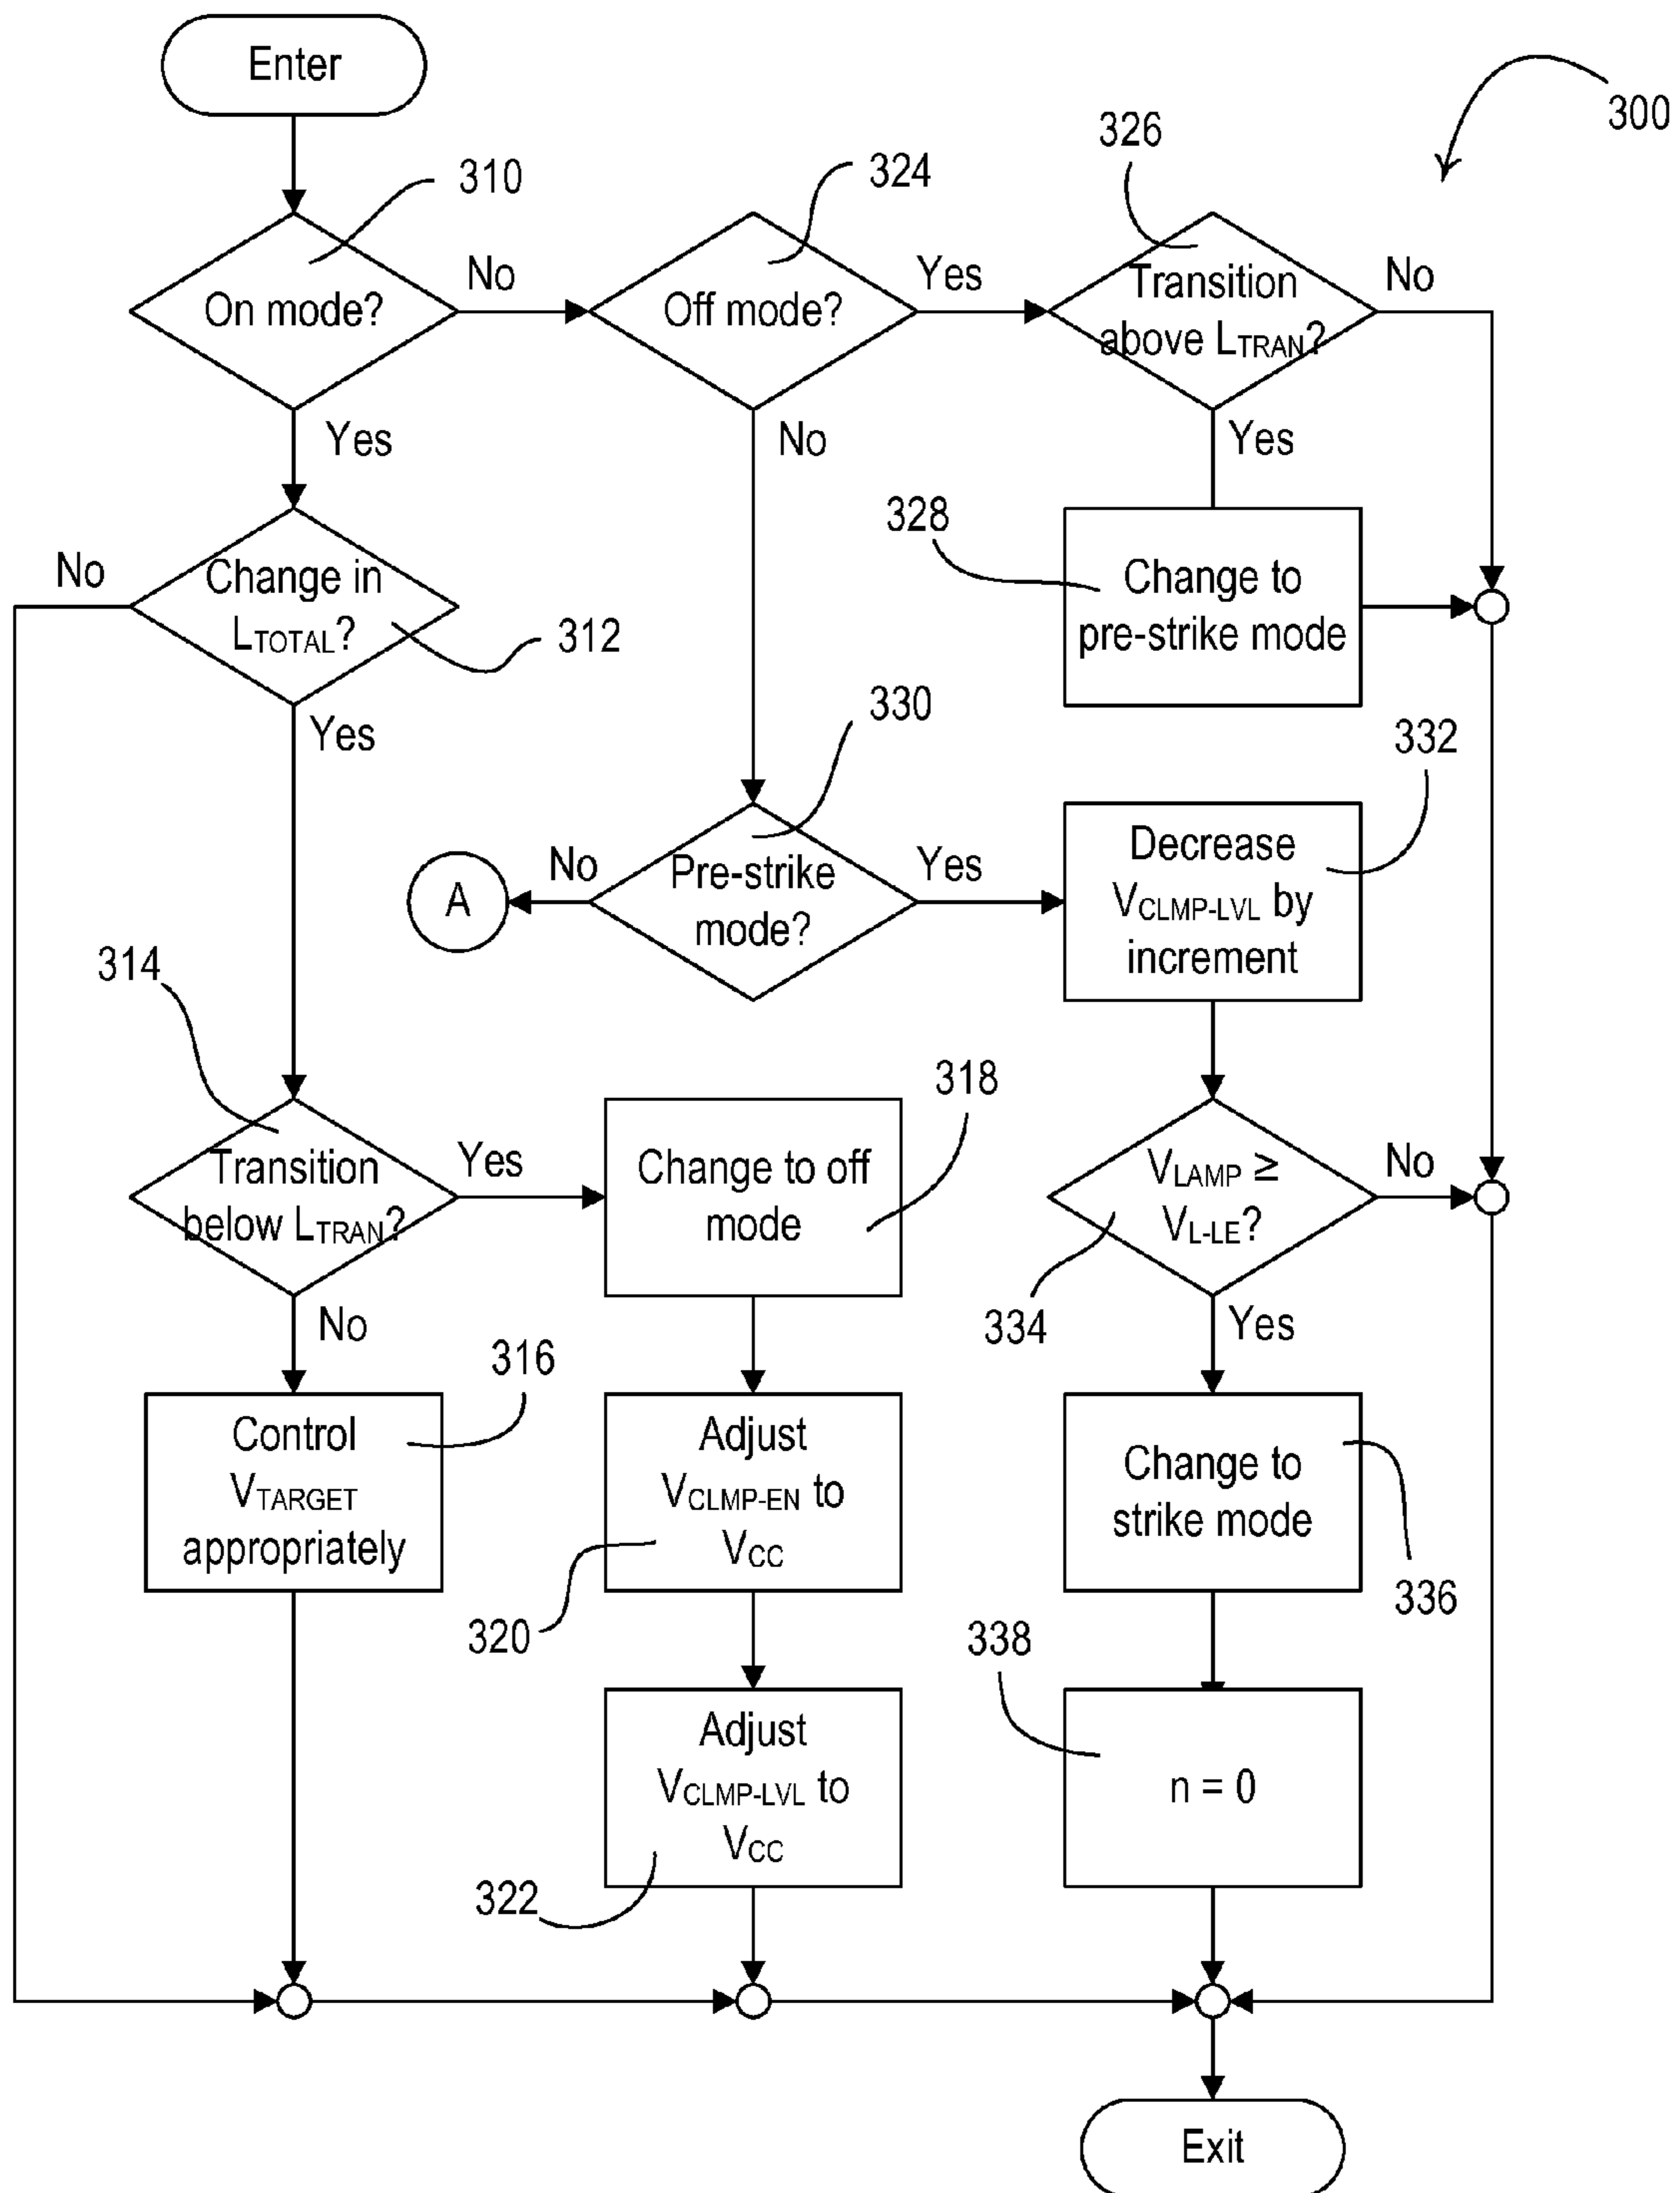 Enter
300
326
324
310
On mode?
No
Off mode?
Yes
Transition
above LTRAN?
No
Yes
No
Yes
328
Change to
pre-strike mode
No
Change in
LTOTAL?
312
Yes
330
332
Decrease
VCLMP-LVL by
increment
A
No
Pre-strike
mode?
Yes
314
318
Transition
below LTRAN?
Yes
Change to off
mode
VLAMP ≥
VL-LE?
No
334
Yes
No
316
Control
VTARGET
appropriately
Adjust
VCLMP-EN to
VCC
Change to
strike mode
320
336
338
Adjust
VCLMP-LVL to
VCC
n = 0
322
Exit